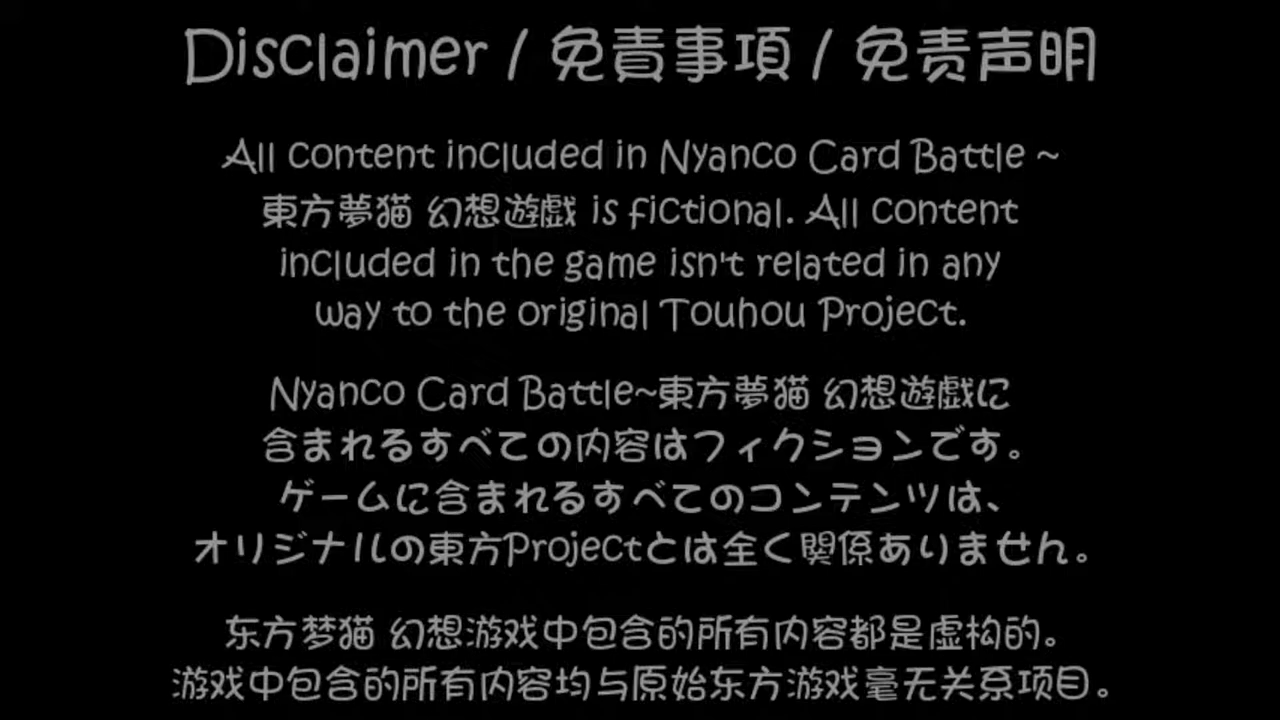 Disclaimer / 免責事項 / 免责声明
All content included in Nyanco Card Battle ~
東方夢猫 幻想遊戯 is fictional. All content
included in the game isn't related in any
way to the original Touhou Project.
Nyanco Card Battle~東方夢猫 幻想遊戯に
含まれるすべての内容はフィクションです。
ゲームに含まれるすべてのコンテンツは、
オリジナルの東方Projectとは全く関係ありません。
东方梦猫 幻想游戏中包含的所有内容都是虚构的。
游戏中包含的所有内容均与原始东方游戏毫无关系项目。